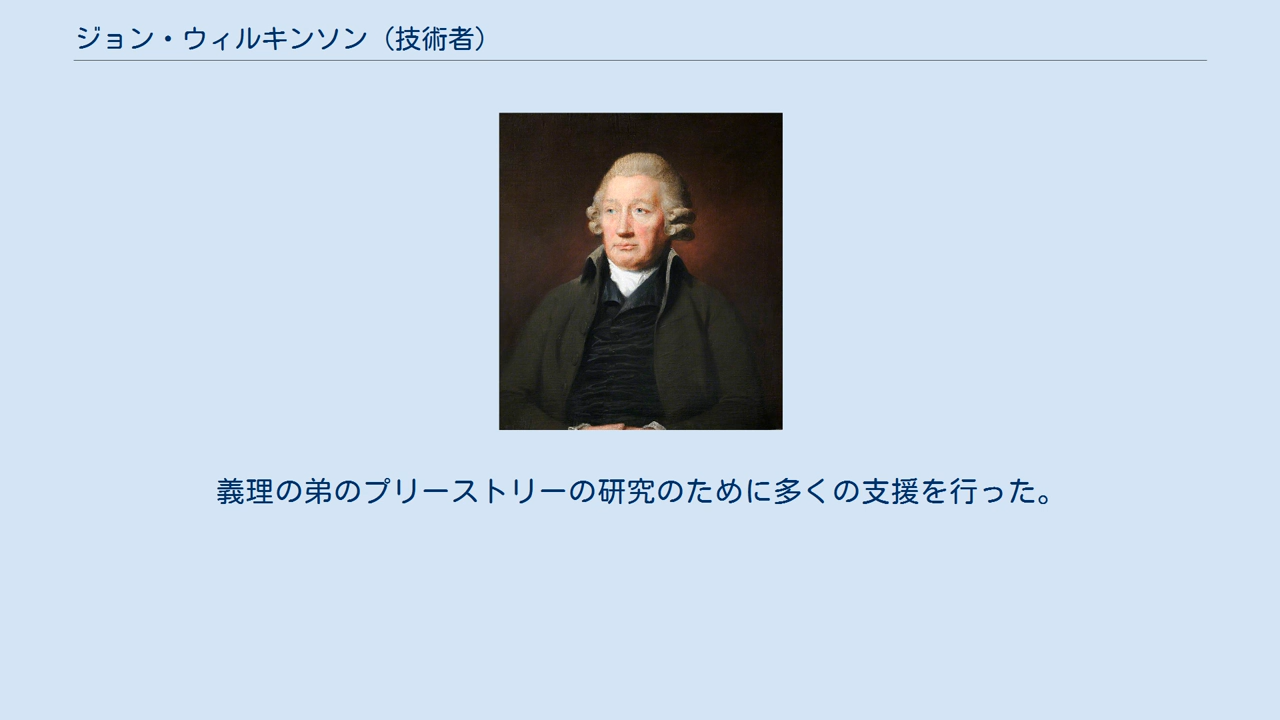 ジョン・ウィルキンソン（技術者）
義理の弟のプリーストリーの研究のために多くの支援を行った。